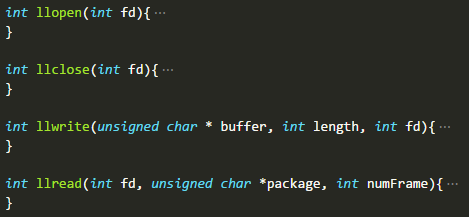 int llopen(int fd){ ···
}
int llclose(int fd){ ···
}
int llwrite(unsigned char * buffer, int length, int fd){ ···
}
int llread(int fd, unsigned char *package, int numFrame){ ···
}